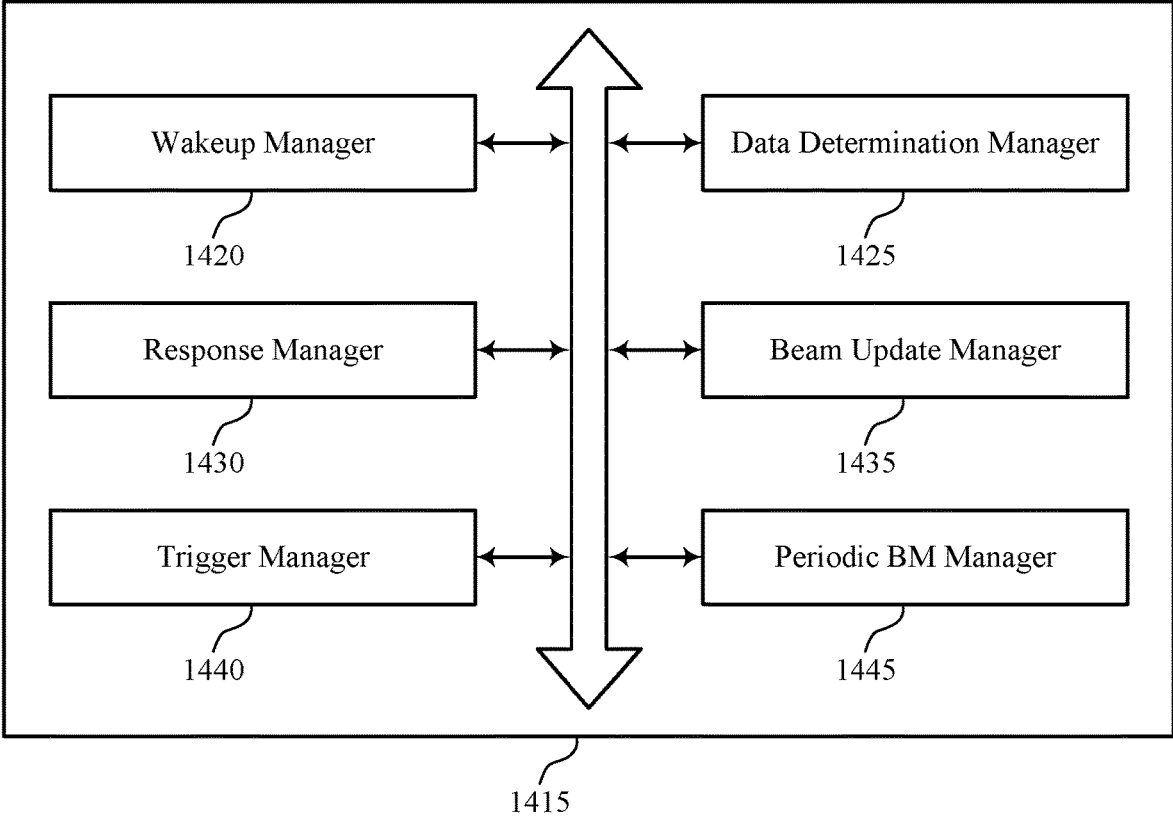 Wakeup Manager
Data Determination Manager
1420
1425
Response Manager
Beam Update Manager
1430
1435
Trigger Manager
Periodic BM Manager
1440
1445
1415